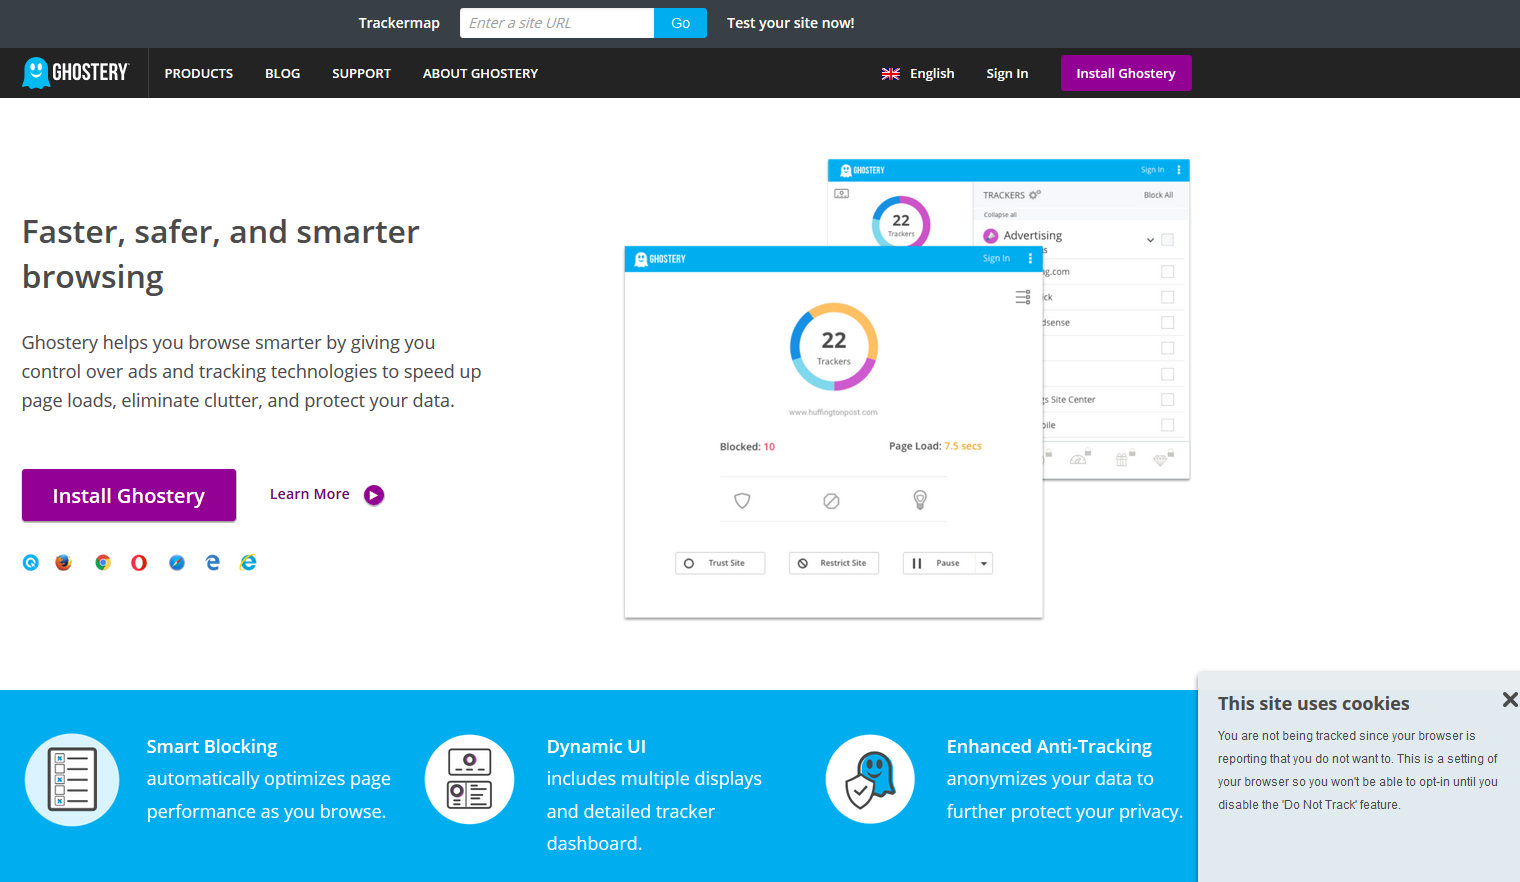 Trackermap
Enter a site URL
Go
Test your site now!
GHOSTERY
PRODUCTS
BLOG
SUPPORT
ABOUT GHOSTERY
English
Sign In
Install Ghostery
Faster, safer, and smarter
browsing
Ghostery helps you browse smarter by giving you
control over ads and tracking technologies to speed up
page loads, eliminate clutter, and protect your data.
Install Ghostery
Learn More
GHOSTERY
Sign In
22
Trackers
TRACKERS
Block All
Collapse all
Advertising
s
g.com
ck
dsense
gs Site Center
bile
GHOSTERY
Sign In
22
Trackers
www.huffingtonpost.com
Blocked: 10
Page Load: 7.5 secs
Trust Site
Restrict Site
Pause
Smart Blocking
automatically optimizes page
performance as you browse.
Dynamic UI
includes multiple displays
and detailed tracker
dashboard.
Enhanced Anti-Tracking
anonymizes your data to
further protect your privacy.
This site uses cookies
You are not being tracked since your browser is
reporting that you do not want to. This is a setting of
your browser so you won't be able to opt-in until you
disable the 'Do Not Track' feature.